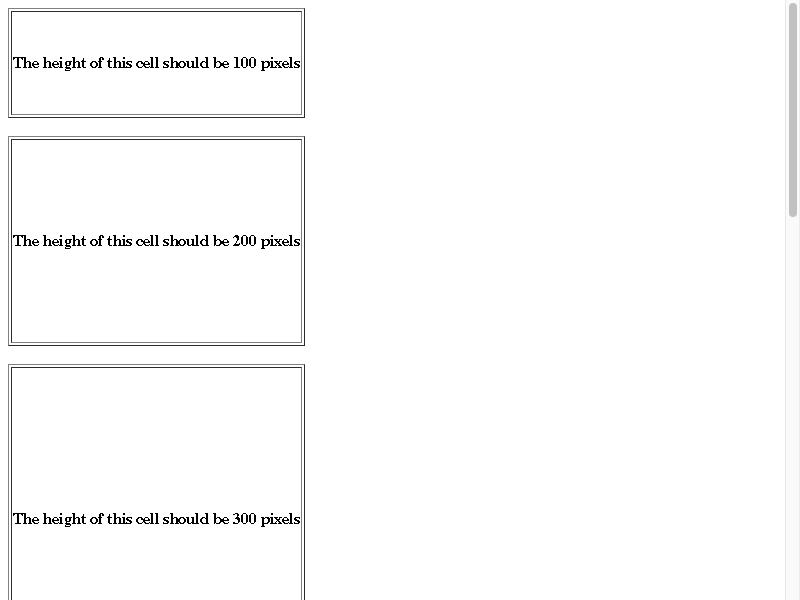 The height of this cell should be 100 pixels
The height of this cell should be 200 pixels
The height of this cell should be 300 pixels